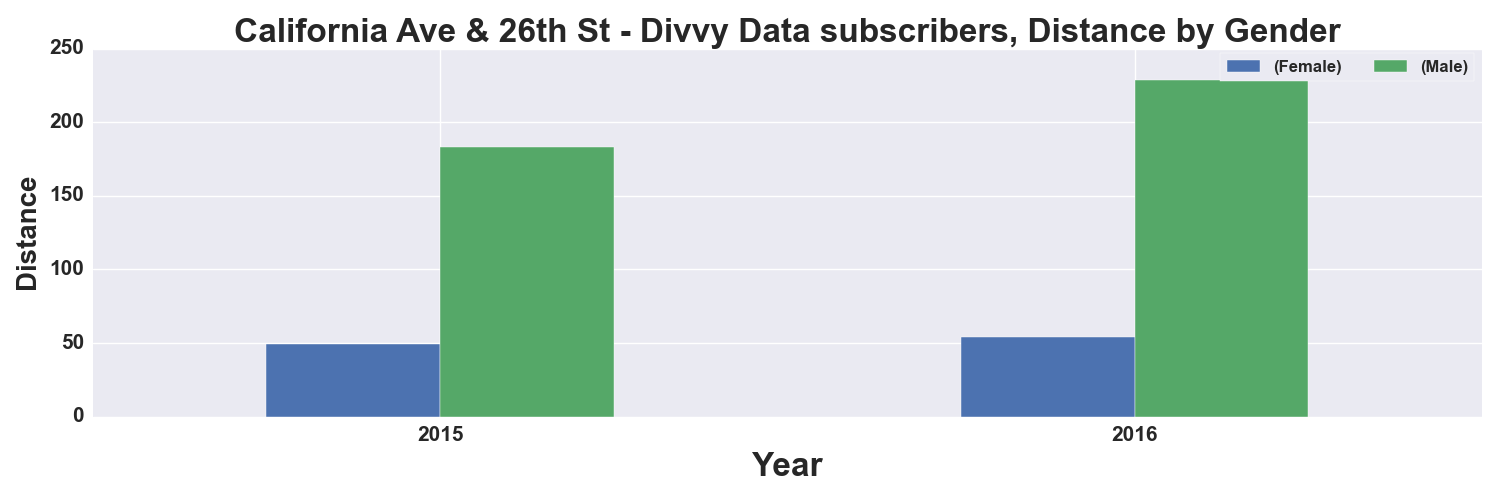 California Ave & 26th St - Divvy Data subscribers, Distance by Gender
(Female) (Male)
Distance
250
200
150
100
50
0
2015 2016
Year